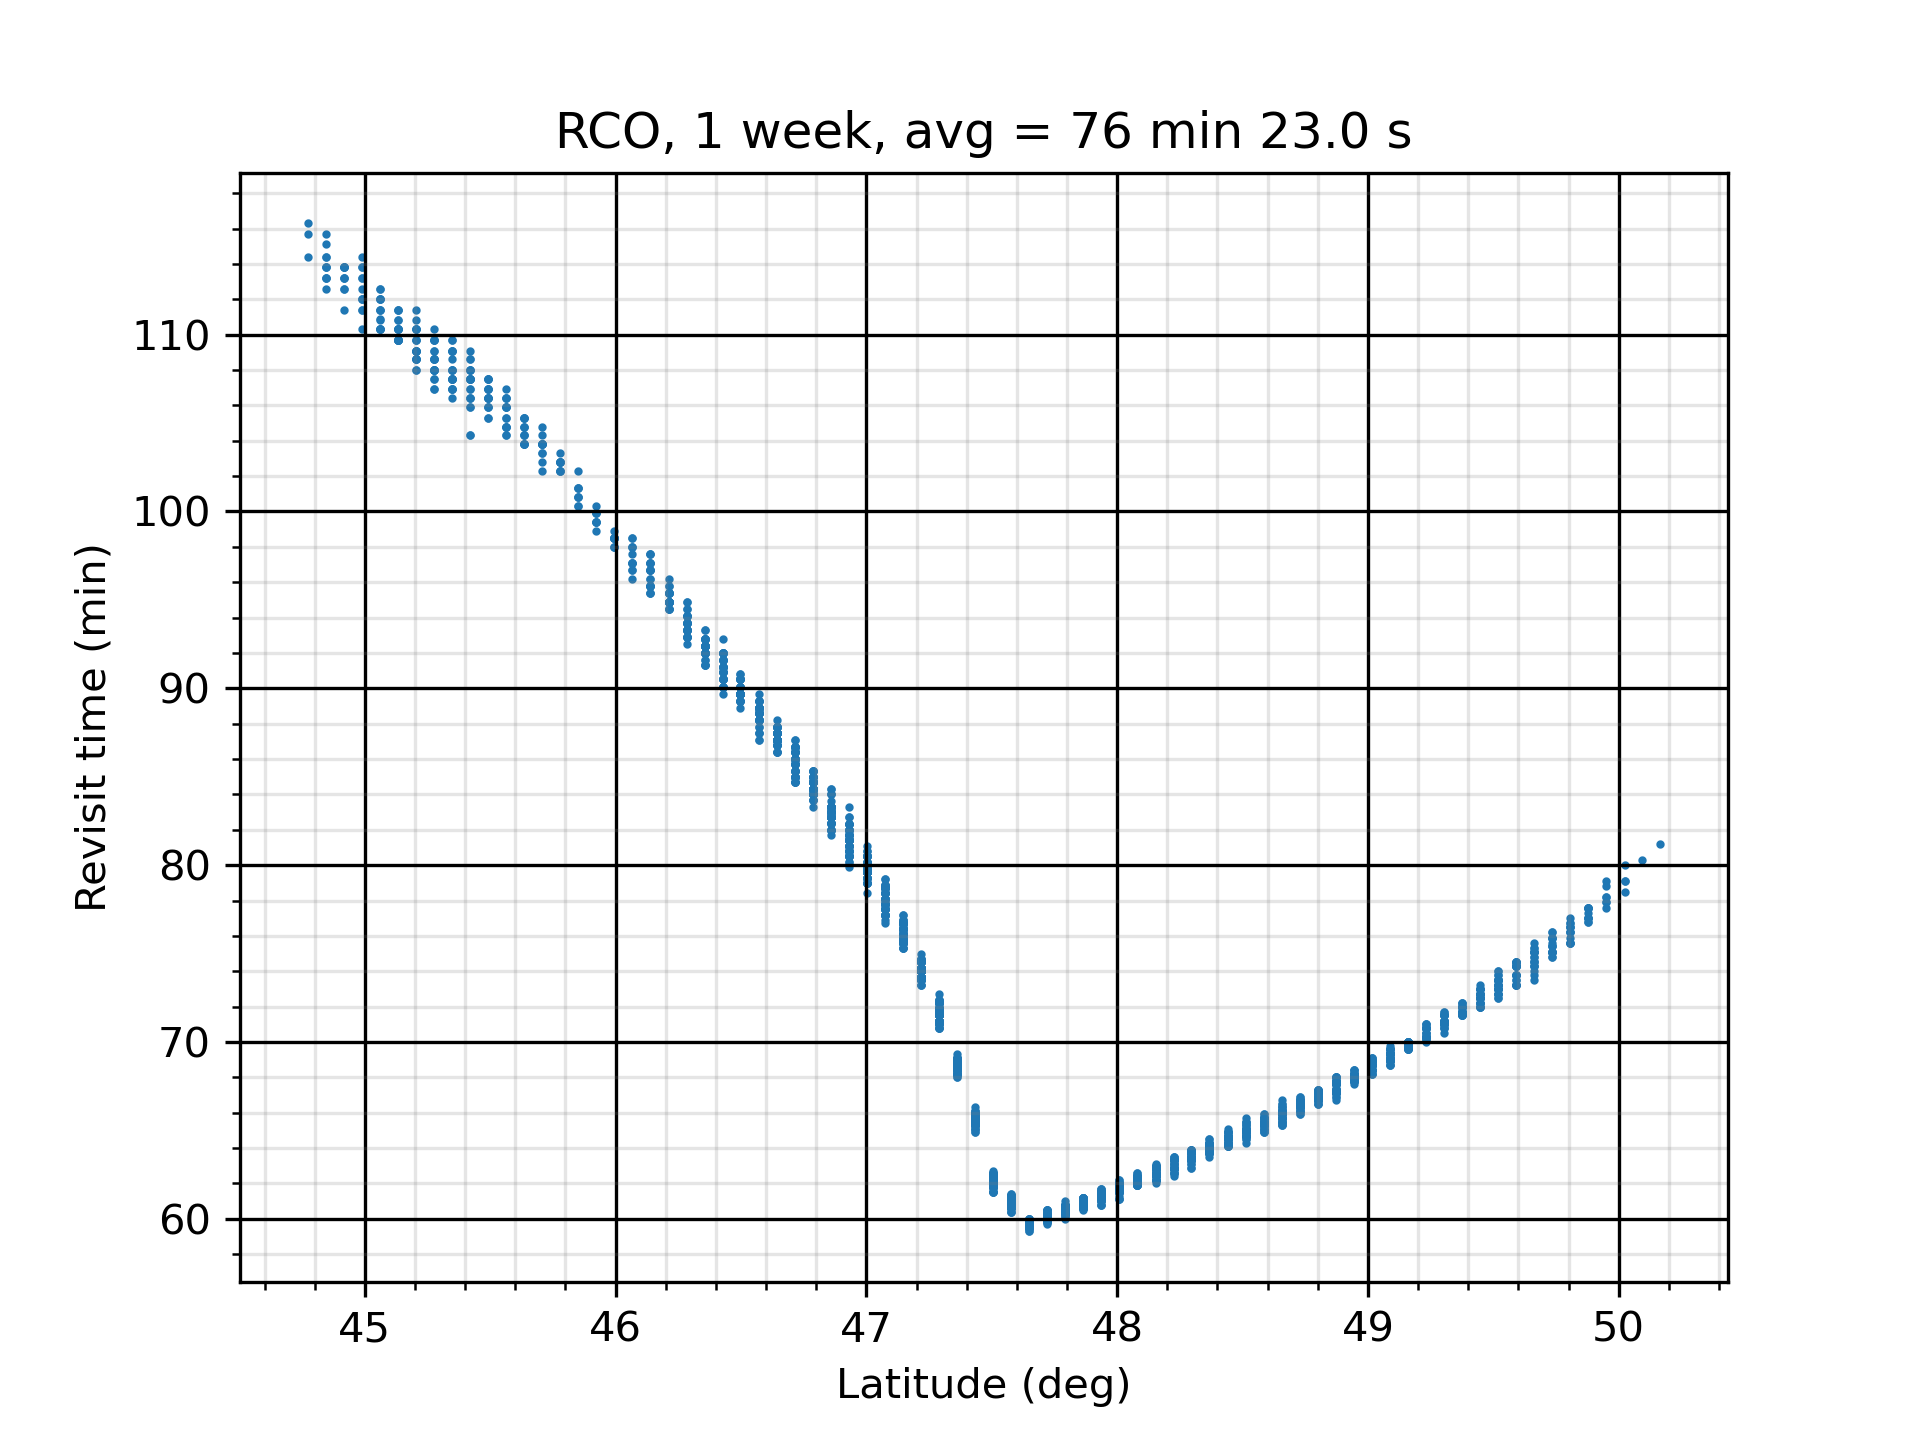 RCO, 1 week, avg = 76 min 23.0 s
Revisit time (min)
110
100
90
80
70
60
45 46 47 48 49 50
Latitude (deg)